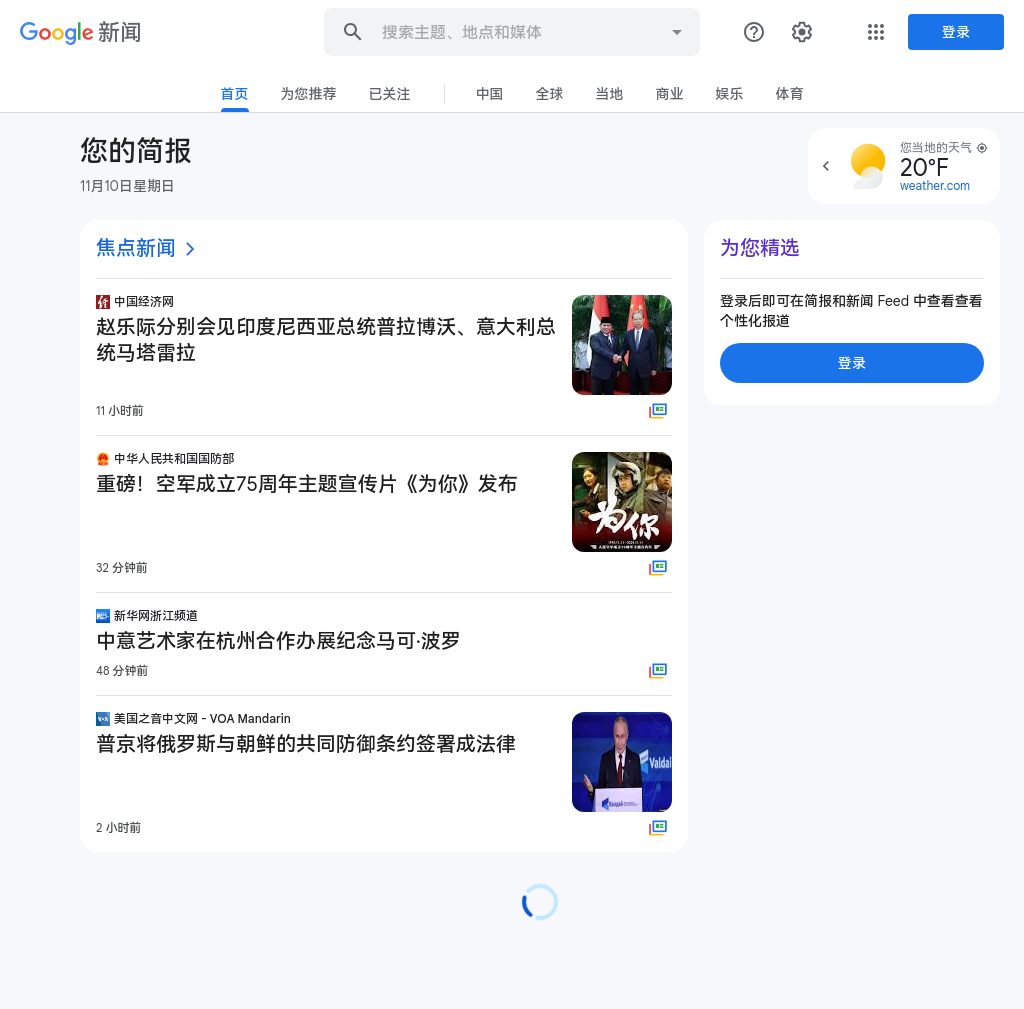 Google 新闻
搜索主题、地点和媒体
登录
首页
为您推荐
已关注
中国
全球
当地
商业
娱乐
体育
您的简报
11月10日星期日
您当地的天气
20°F
weather.com
焦点新闻
中国经济网
赵乐际分别会见印度尼西亚总统普拉博沃、意大利总
统马塔雷拉
11 小时前
中华人民共和国国防部
重磅！空军成立75周年主题宣传片《为你》发布
为你
32 分钟前
新华网浙江频道
中意艺术家在杭州合作办展纪念马可·波罗
48 分钟前
VOA
美国之音中文网 - VOA Mandarin
普京将俄罗斯与朝鲜的共同防御条约签署成法律
Valdai
2 小时前
为您精选
登录后即可在简报和新闻 Feed 中查看查看
个性化报道
登录